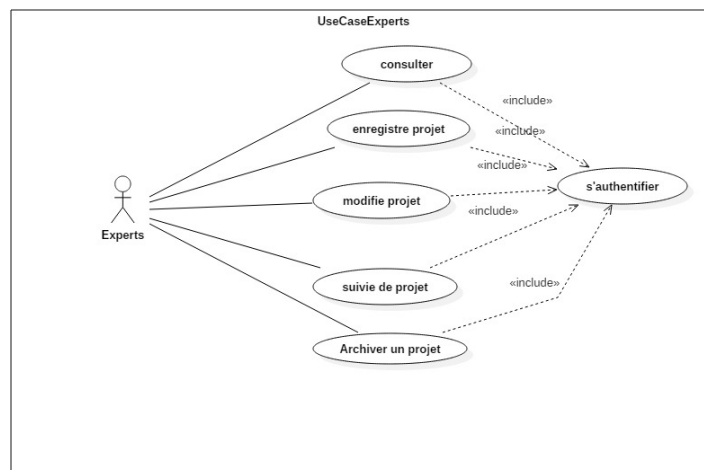 UseCaseExperts
consulter
«include»
enregistre projet
«include»
«include»
s'authentifier
modifie projet
«include»
Experts
suivie de projet
«include»
Archiver un projet